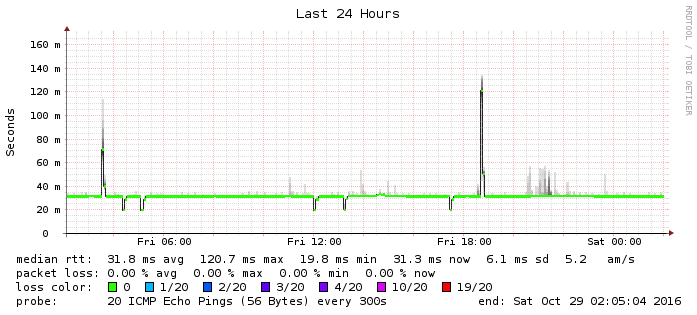 Last 24 Hours
RRDTOOL / TOBI OETIKER
Seconds
160 m
140 m
120 m
100 m
80 m
60 m
40 m
20 m
0
Fri 06:00 Fri 12:00 Fri 18:00 Sat 00:00
median rtt: 31.8 ms avg 120.7 ms max 19.8 ms min 31.3 ms now 6.1 ms sd 5.2 am/s
packet loss: 0.00 % avg 0.00 % max 0.00 % min 0.00 % now
loss color: 0 1/20 2/20 3/20 4/20 10/20 19/20
probe: 20 ICMP Echo Pings (56 Bytes) every 300s end: Sat Oct 29 02:05:04 2016